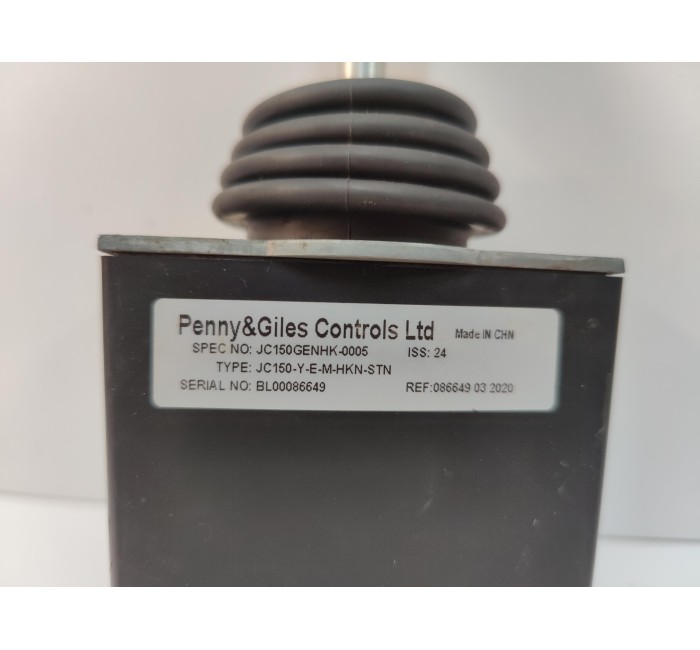 Penny&Giles Controls Ltd Made IN CHN
SPEC NO: JC150GENHK-0005 ISS: 24
TYPE: JC150-Y-E-M-HKN-STN
SERIAL NO: BL00086649 REF:086649 03 2020